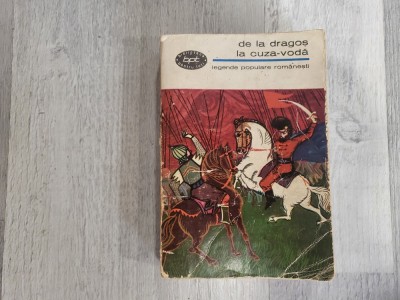 bpt
de la dragoș
la cuza-vodă
legende populare românești